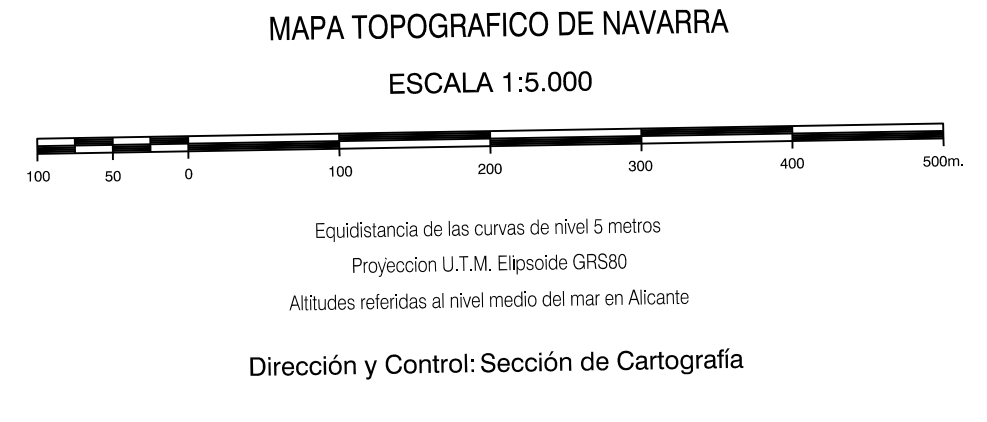 MAPA TOPOGRAFICO DE NAVARRA
ESCALA 1:5.000
100 50 0 100 200 300 400 500m.
Equidistancia de las curvas de nivel 5 metros
Proyeccion U.T.M. Elipsoide GRS80
Altitudes referidas al nivel medio del mar en Alicante
Dirección y Control: Sección de Cartografía